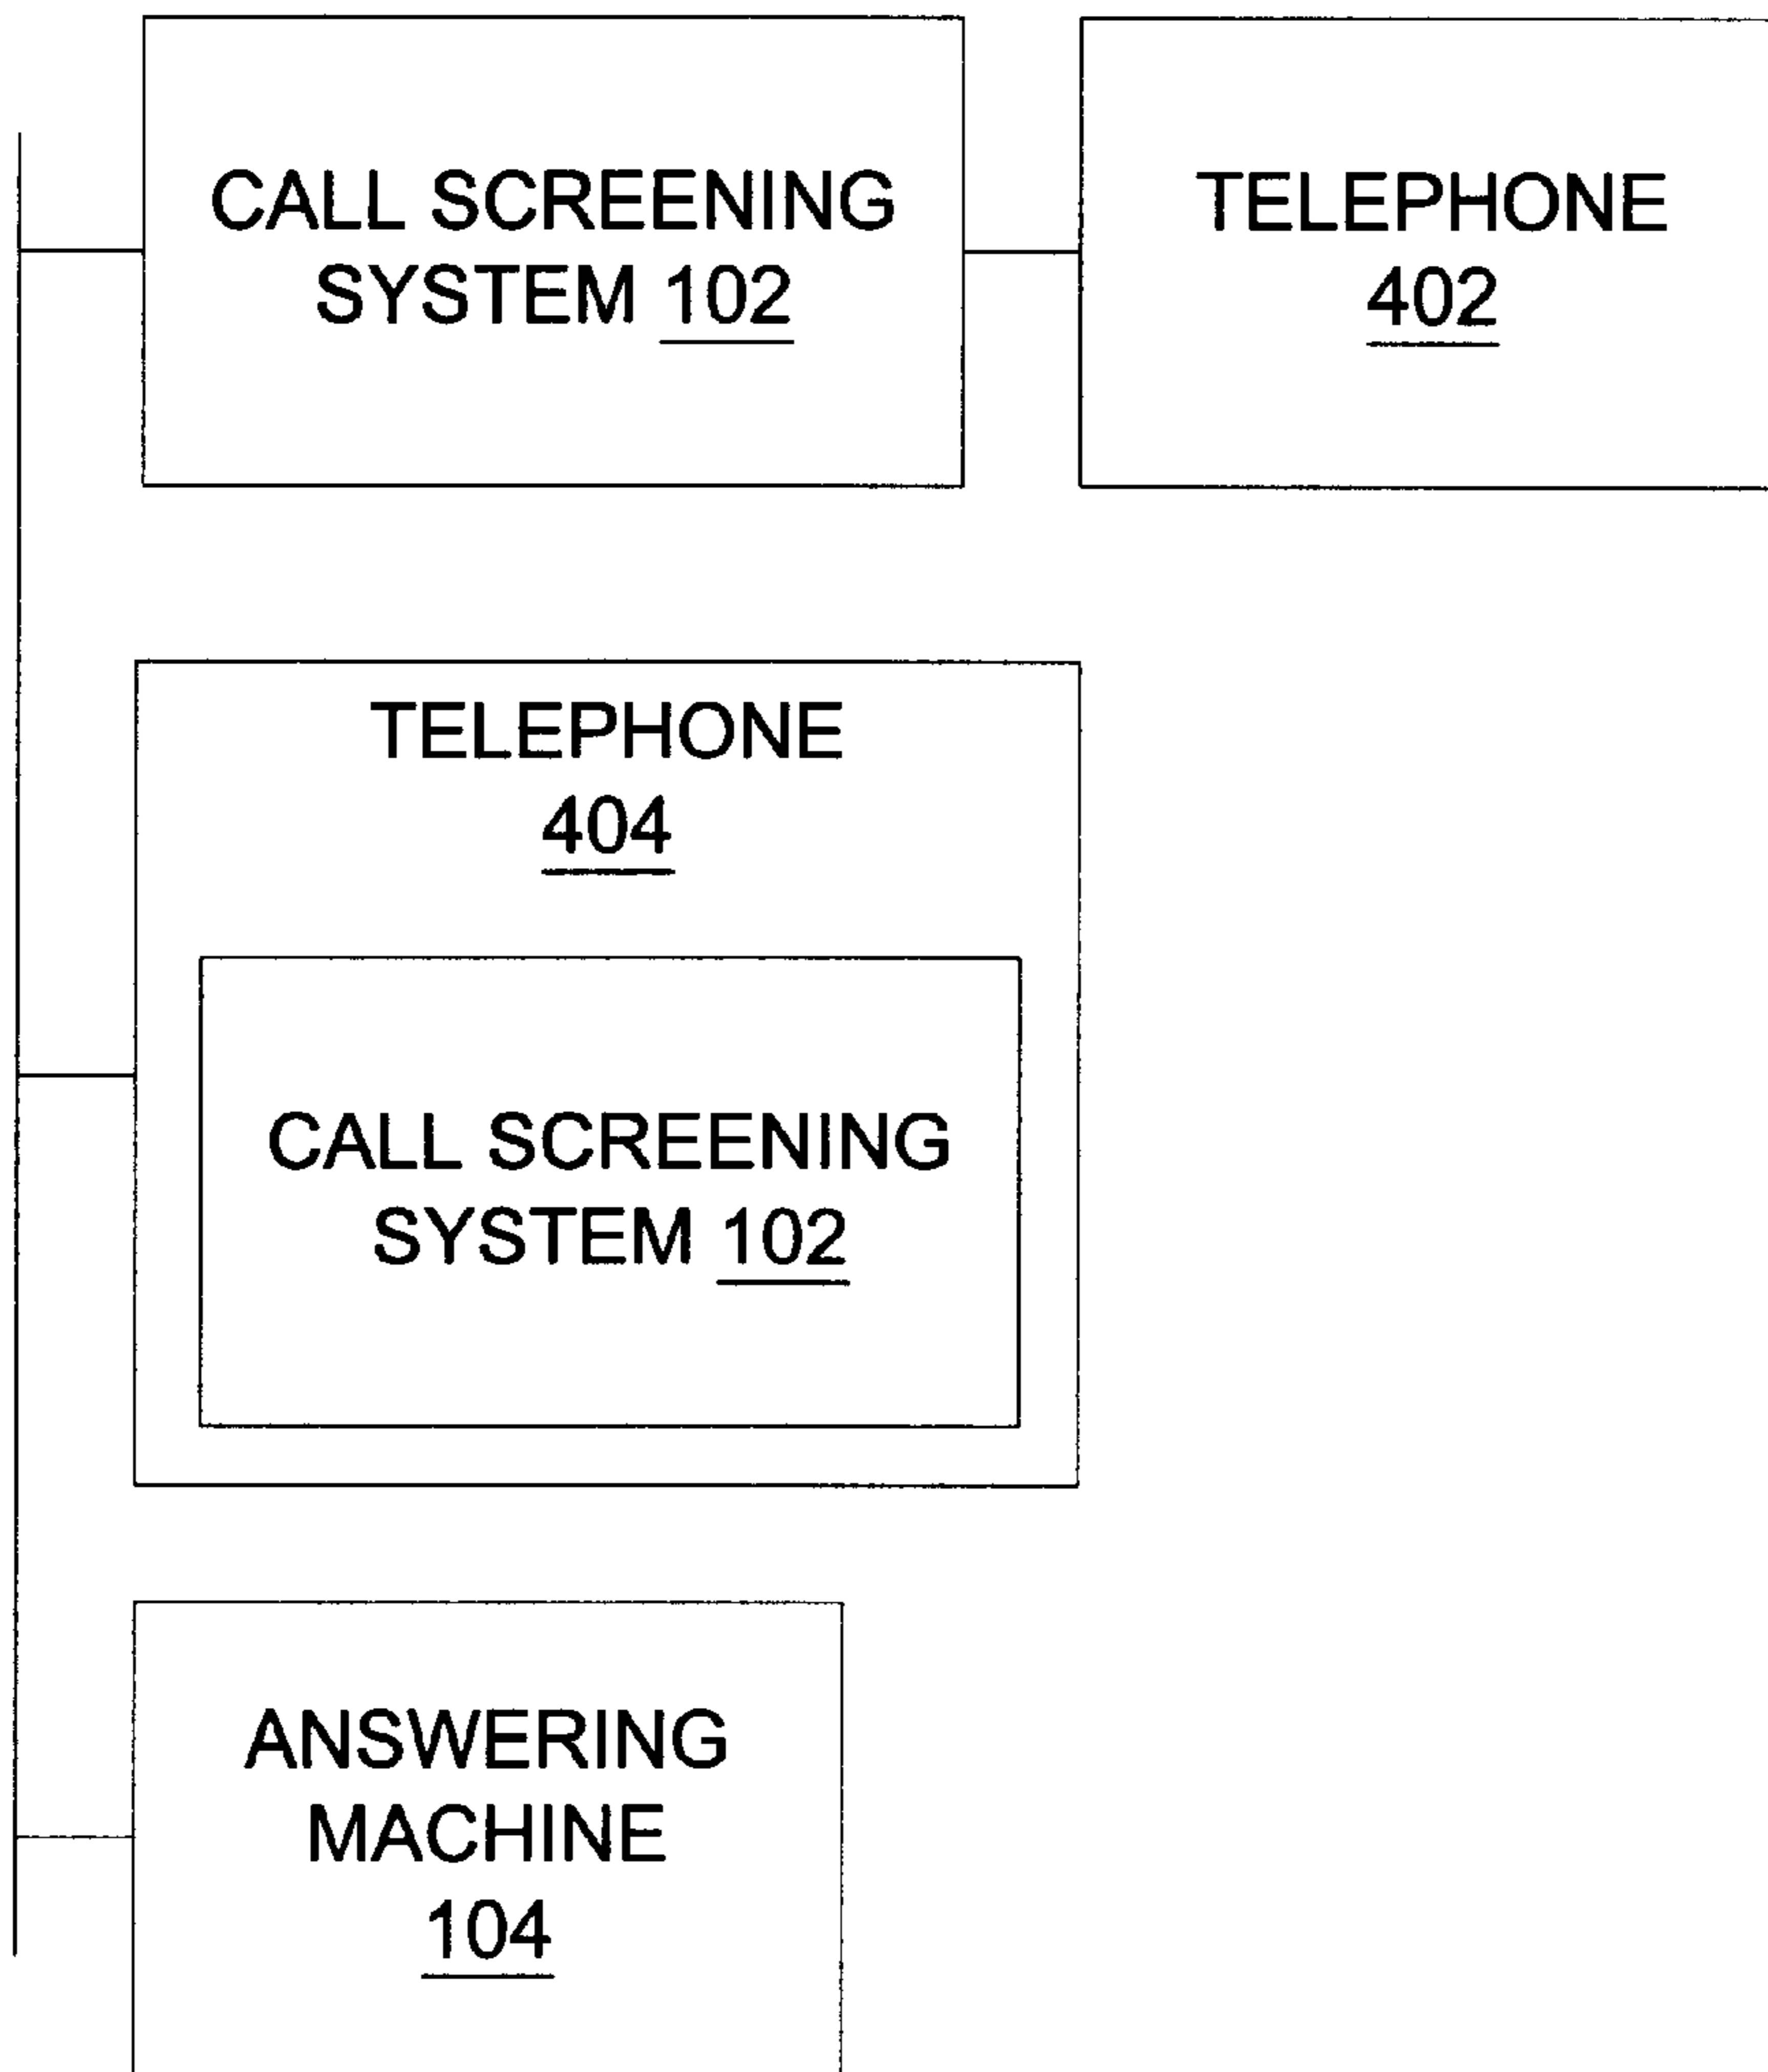 CALL SCREENING
SYSTEM 102
TELEPHONE
402
TELEPHONE
404
CALL SCREENING
SYSTEM 102
ANSWERING
MACHINE
104